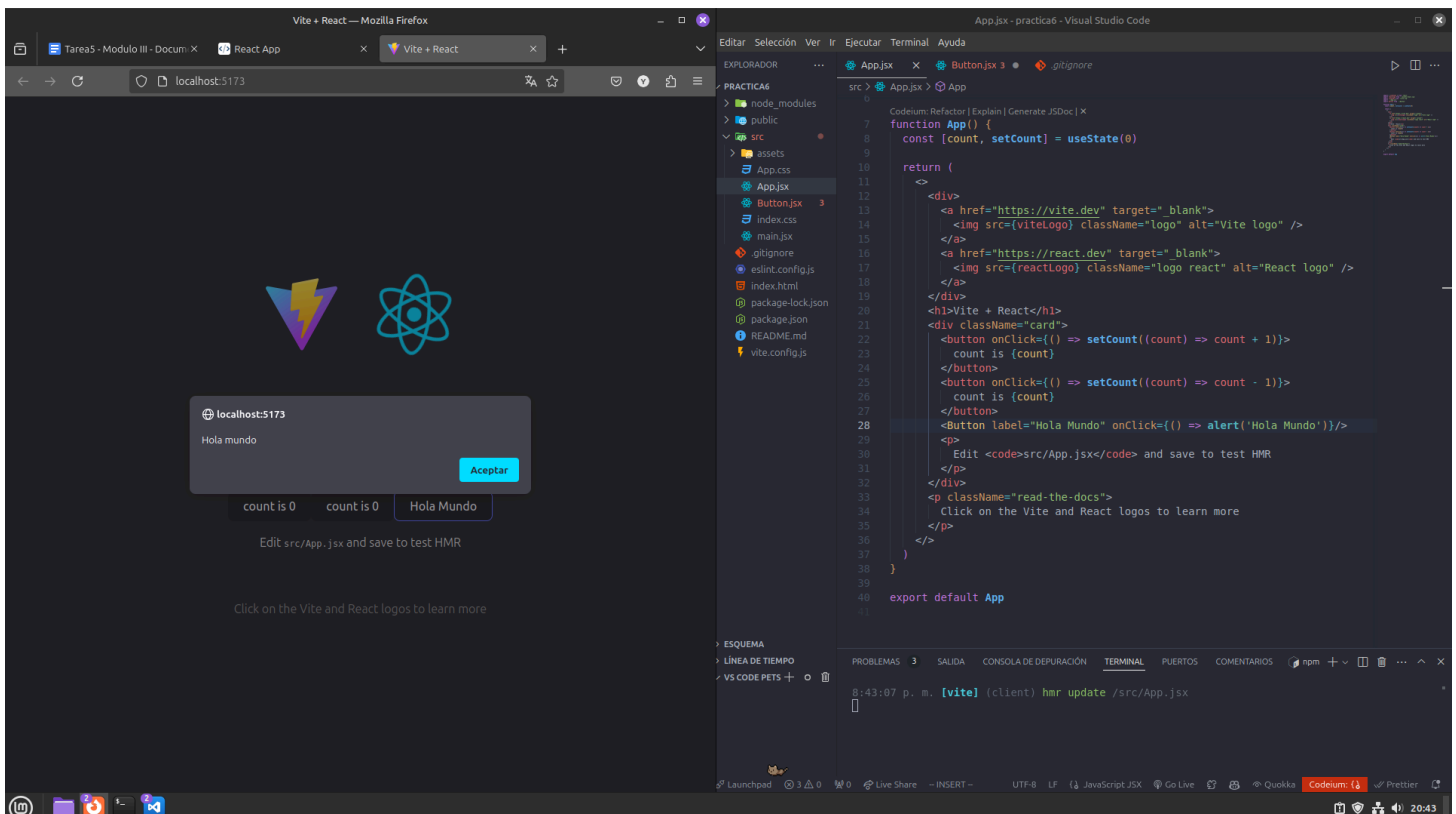 Vite + React — Mozilla Firefox
Tarea5 - Modulo III - Docum
React App
Vite + React
localhost:5173
localhost:5173
Hola mundo
Aceptar
count is 0 count is 0 Hola Mundo
Edit src/App.jsx and save to test HMR
Click on the Vite and React logos to learn more
App.jsx - practica6 - Visual Studio Code
Editar Selección Ver Ir Ejecutar Terminal Ayuda
EXPLORADOR
PRACTICA6
node_modules
public
src
assets
App.css
App.jsx
Button.jsx 3
index.css
main.jsx
.gitignore
eslint.config.js
index.html
package-lock.json
package.json
README.md
vite.config.js
ESQUEMA
LÍNEA DE TIEMPO
VS CODE PETS
App.jsx Button.jsx 3 .gitignore
src > App.jsx > App
6
Codeium: Refactor | Explain | Generate JSDoc | ×
7 function App() {
8 const [count, setCount] = useState(0)
9
10 return (
11 <>
12 <div>
13 <a href="https://vite.dev" target="_blank">
14 <img src={viteLogo} className="logo" alt="Vite logo" />
15 </a>
16 <a href="https://react.dev" target="_blank">
17 <img src={reactLogo} className="logo react" alt="React logo" />
18 </a>
19 </div>
20 <h1>Vite + React</h1>
21 <div className="card">
22 <button onClick={() => setCount((count) => count + 1)}>
23 count is {count}
24 </button>
25 <button onClick={() => setCount((count) => count - 1)}>
26 count is {count}
27 </button>
28 <Button label="Hola Mundo" onClick={() => alert('Hola Mundo')}/>
29 <p>
30 Edit <code>src/App.jsx</code> and save to test HMR
31 </p>
32 </div>
33 <p className="read-the-docs">
34 Click on the Vite and React logos to learn more
35 </p>
36 </>
37 )
38 }
39
40 export default App
41
PROBLEMAS 3 SALIDA CONSOLA DE DEPURACIÓN TERMINAL PUERTOS COMENTARIOS npm
8:43:07 p. m. [vite] (client) hmr update /src/App.jsx
Launchpad 3 0 0 Live Share -- INSERT -- UTF-8 LF JavaScript JSX Go Live Quokka Codeium: {} Prettier
2 2 20:43